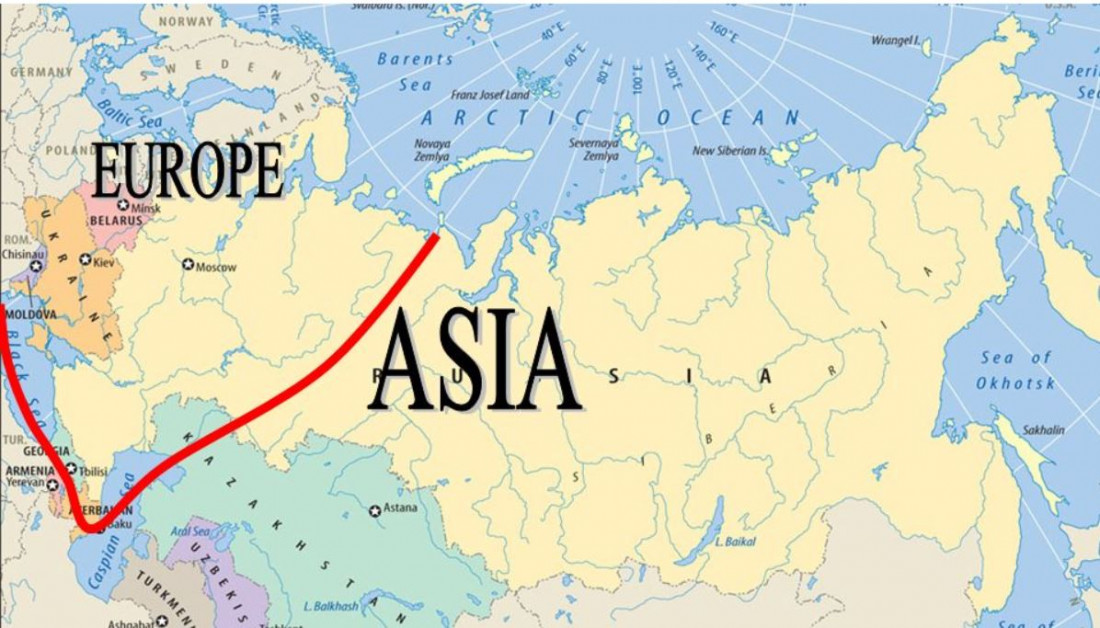 Svalbard Is. (Nor.)
U.S.A.
NORWAY
160°E
40°E
Wrangel I.
140°E
60°E
Barents
Sea
80°E
100°E
120°E
GERMANY
SWEDEN
Bering
Franz Josef Land
Baltic Sea
FINLAND
ARCTIC OCEAN
POLAND
EUROPE
Novaya
Zemlya
Severnaya
Zemlya
New Siberian Is.
Minsk
BELARUS
UKRAINE
ROM.
Chisinau
Kiev
Moscow
MOLDOVA
Black Sea
ASIA
RUSSIA
SIBERIA
Sea of
Okhotsk
Sakhalin
TUR.
GEORGIA
Tbilisi
ARMENIA
Yerevan
AZERBAIJAN
Baku
Caspian Sea
KAZAKHSTAN
Astana
Aral Sea
UZBEKIS
L. Baikal
TURKMEN
L. Balkhash
Ashgabat
Sea of